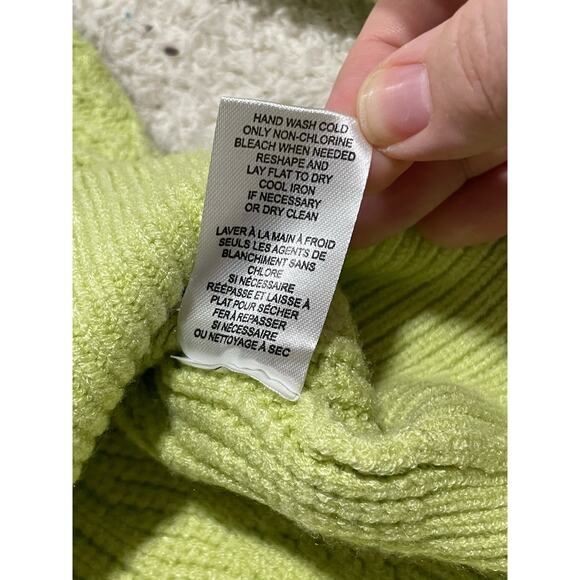 HAND WASH COLD
ONLY NON-CHLORINE
BLEACH WHEN NEEDED
RESHAPE AND
LAY FLAT TO DRY
COOL IRON
IF NECESSARY
OR DRY CLEAN
LAVER À LA MAIN À FROID
SEULS LES AGENTS DE
BLANCHIMENT SANS
CHLORE
SI NÉCESSAIRE
RÉEPASSE ET LAISSE À
PLAT POUR SÉCHER
FER À REPASSER
SI NÉCESSAIRE
OU NETTOYAGE À SEC